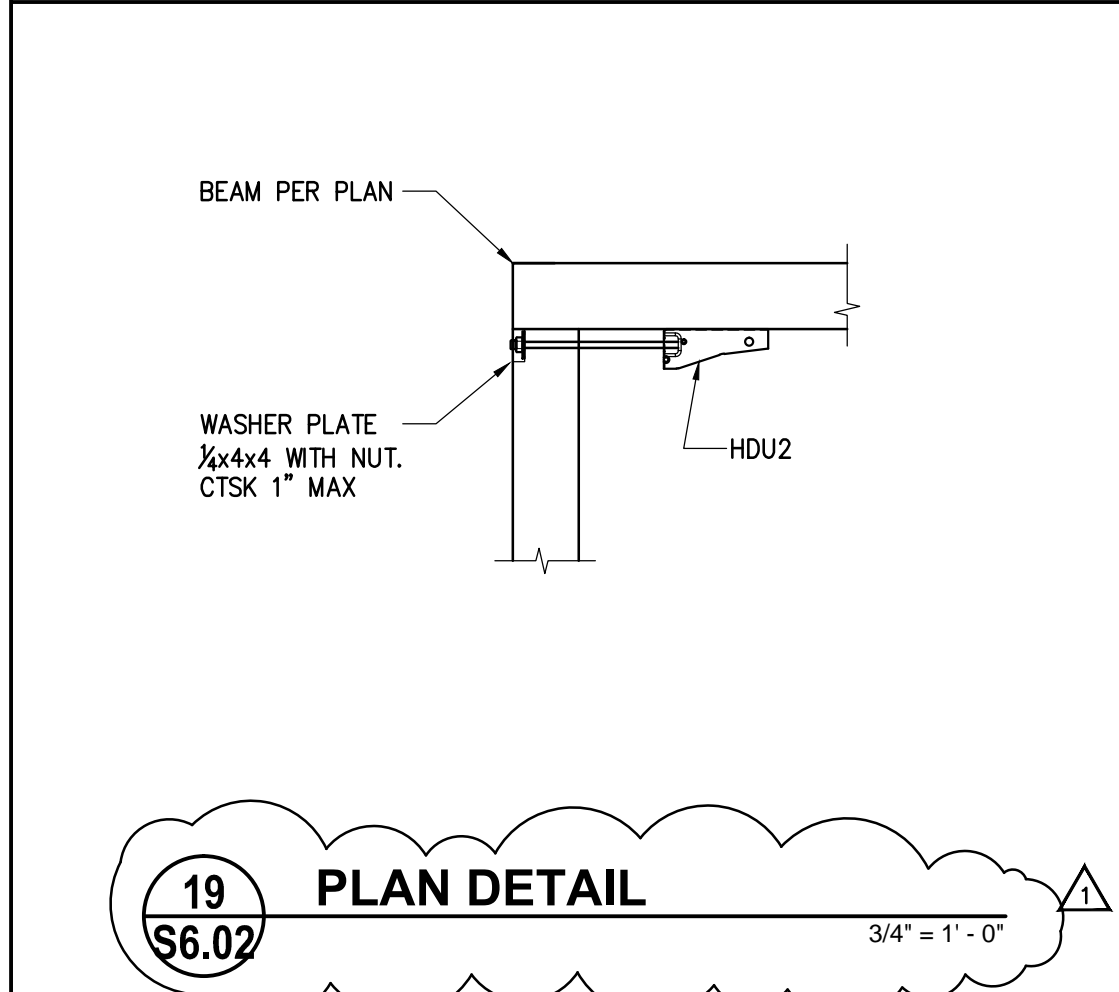 BEAM PER PLAN
WASHER PLATE
¼x4x4 WITH NUT.
CTSK 1" MAX
HDU2
19
S6.02
PLAN DETAIL
3/4" = 1' - 0"
1